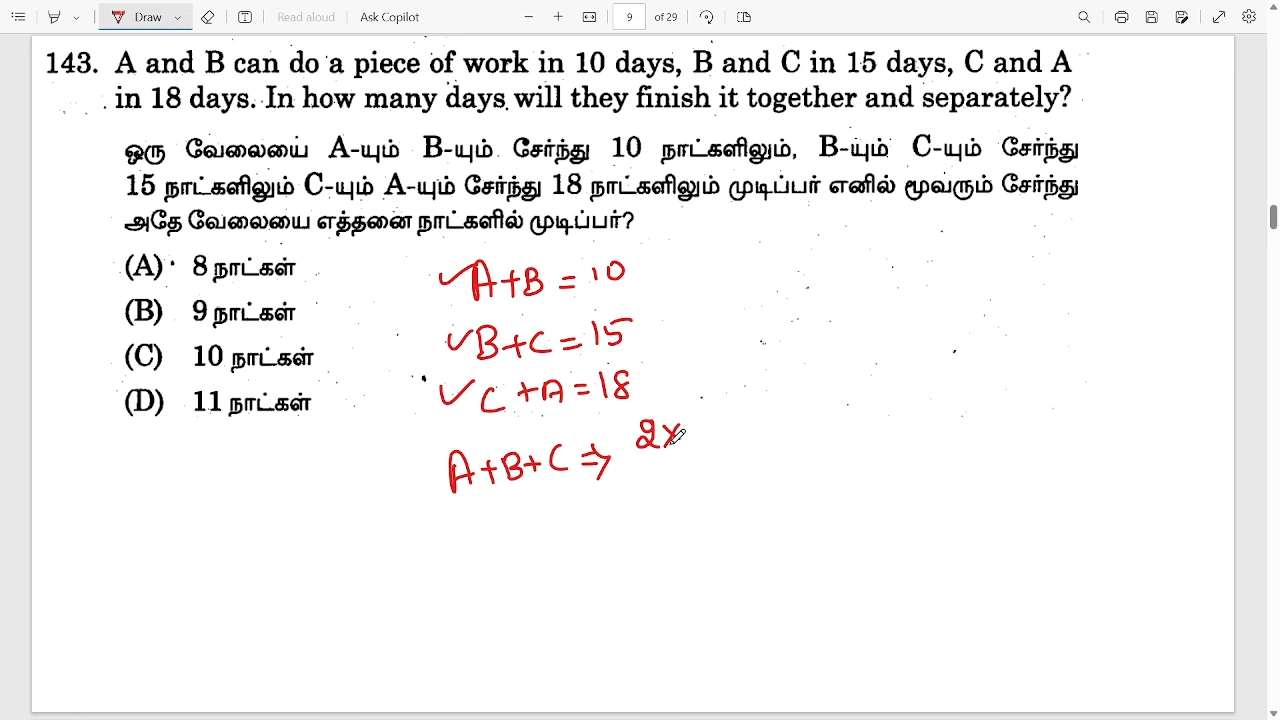 Draw
Read aloud
Ask Copilot
9 of 29
143. A and B can do a piece of work in 10 days, B and C in 15 days, C and A
in 18 days. In how many days will they finish it together and separately?
ஒரு வேலையை A-யும் B-யும் சேர்ந்து 10 நாட்களிலும், B-யும் C-யும் சேர்ந்து
15 நாட்களிலும் C-யும் A-யும் சேர்ந்து 18 நாட்களிலும் முடிப்பர் எனில் மூவரும் சேர்ந்து
அதே வேலையை எத்தனை நாட்களில் முடிப்பர்?
(A) 8 நாட்கள்
(B) 9 நாட்கள்
(C) 10 நாட்கள்
(D) 11 நாட்கள்
✓A+B = 10
✓B+C = 15
✓C+A = 18
A+B+C ⇒ 2x